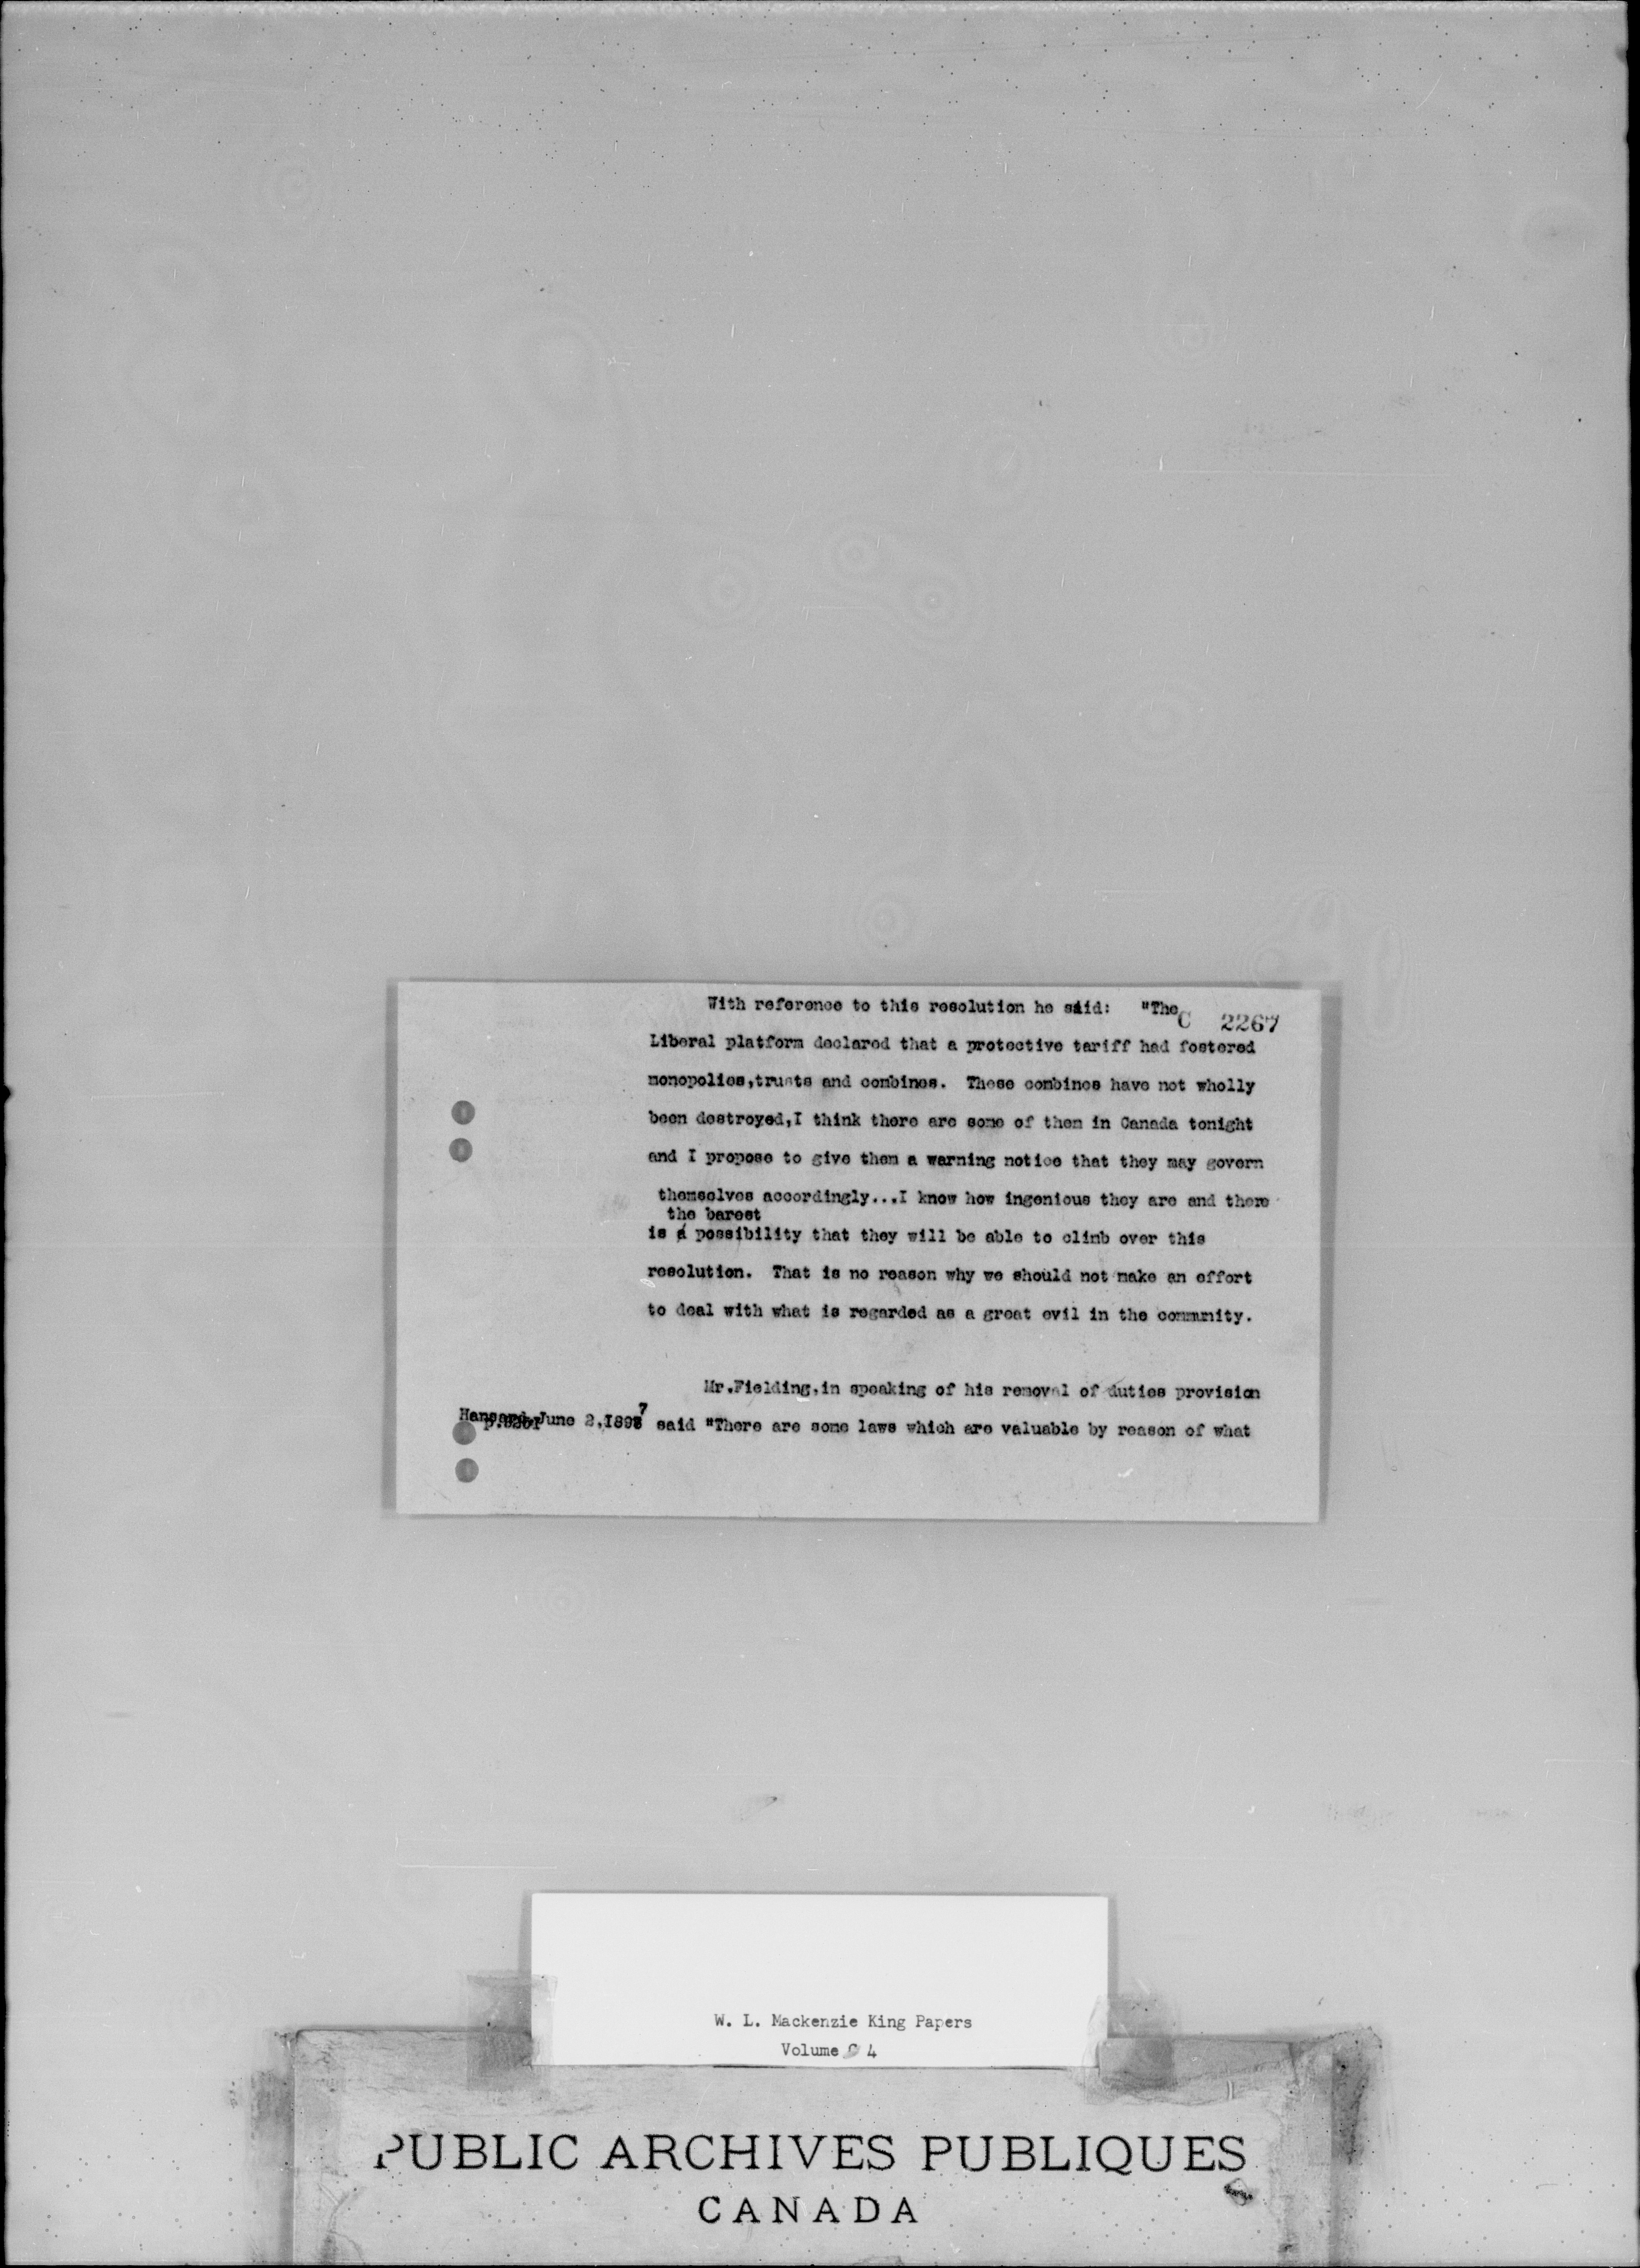 With reference to this resolution he said: "The
C 2267
Liberal platform declared that a protective tariff had fostered
monopolies,trusts and combines. These combines have not wholly
been destroyed,I think there are some of them in Canada tonight
and I propose to give them a warning notice that they may govern
themselves accordingly...I know how ingenious they are and there
the barest
is a possibility that they will be able to climb over this
resolution. That is no reason why we should not make an effort
to deal with what is regarded as a great evil in the community.
Mr.Fielding,in speaking of his removal of duties provision
Hansard,June 2,1897 said "There are some laws which are valuable by reason of what
W. L. Mackenzie King Papers
Volume C 4
PUBLIC ARCHIVES PUBLIQUES
CANADA